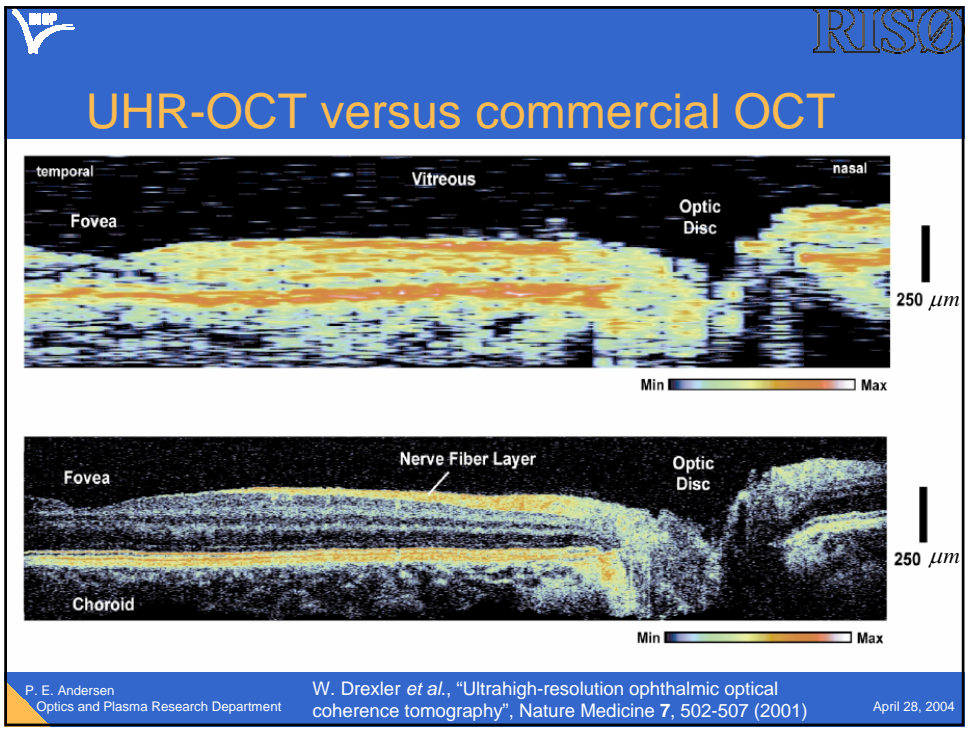 RISØ
UHR-OCT versus commercial OCT
temporal
Vitreous
nasal
Fovea
Optic
Disc
250 µm
Min
Max
Fovea
Nerve Fiber Layer
Optic
Disc
250 µm
Choroid
Min
Max
P. E. Andersen
Optics and Plasma Research Department
W. Drexler et al., “Ultrahigh-resolution ophthalmic optical
coherence tomography”, Nature Medicine 7, 502-507 (2001)
April 28, 2004